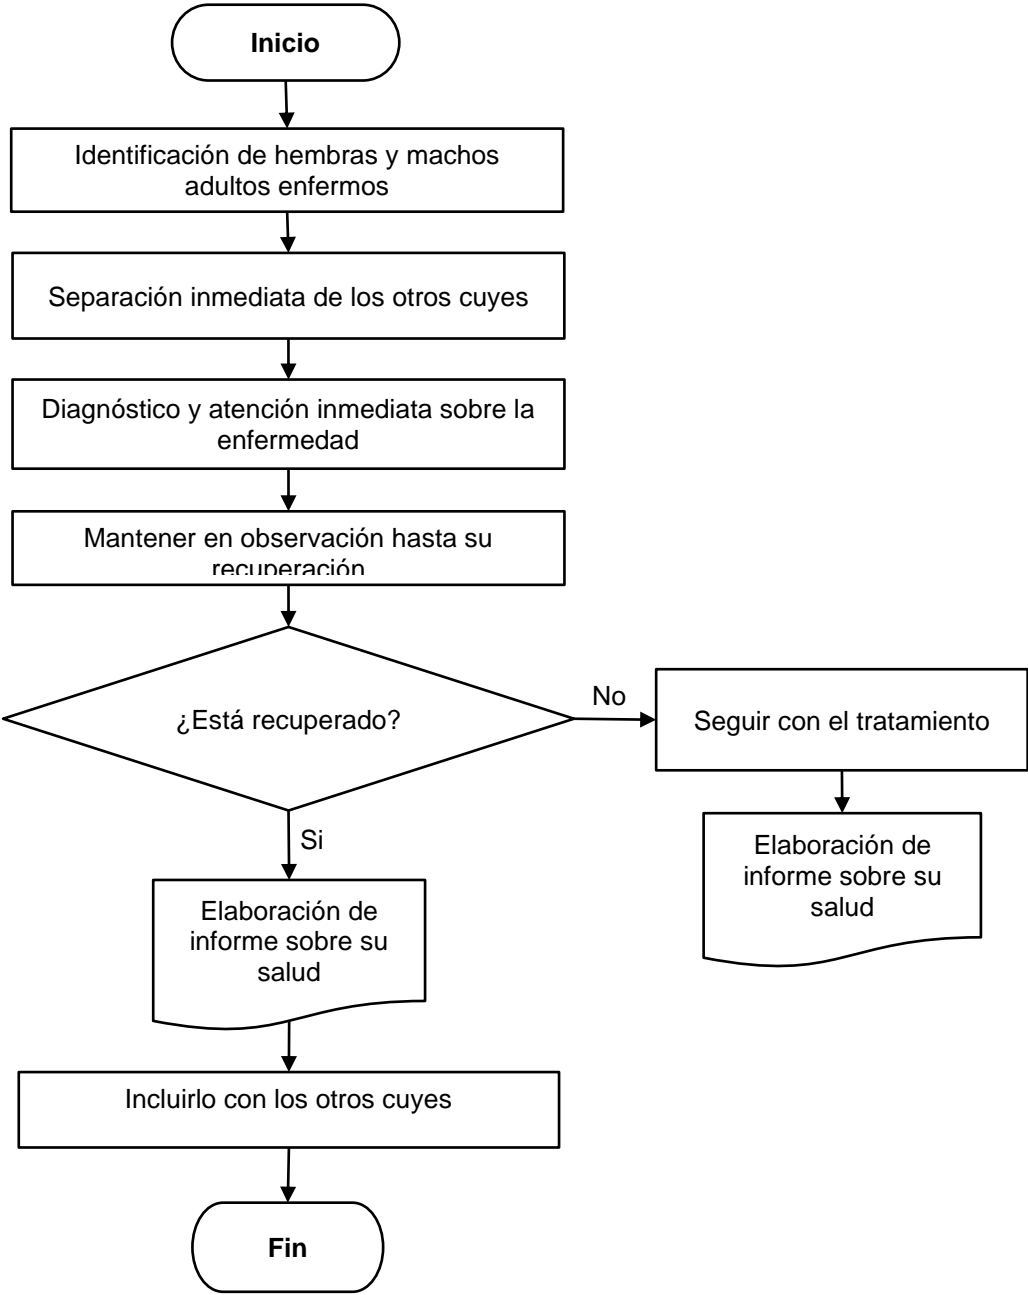 Inicio
Identificación de hembras y machos
adultos enfermos
Separación inmediata de los otros cuyes
Diagnóstico y atención inmediata sobre la
enfermedad
Mantener en observación hasta su
recuperación
¿Está recuperado?
No
Seguir con el tratamiento
Elaboración de
informe sobre su
salud
Si
Elaboración de
informe sobre su
salud
Incluirlo con los otros cuyes
Fin